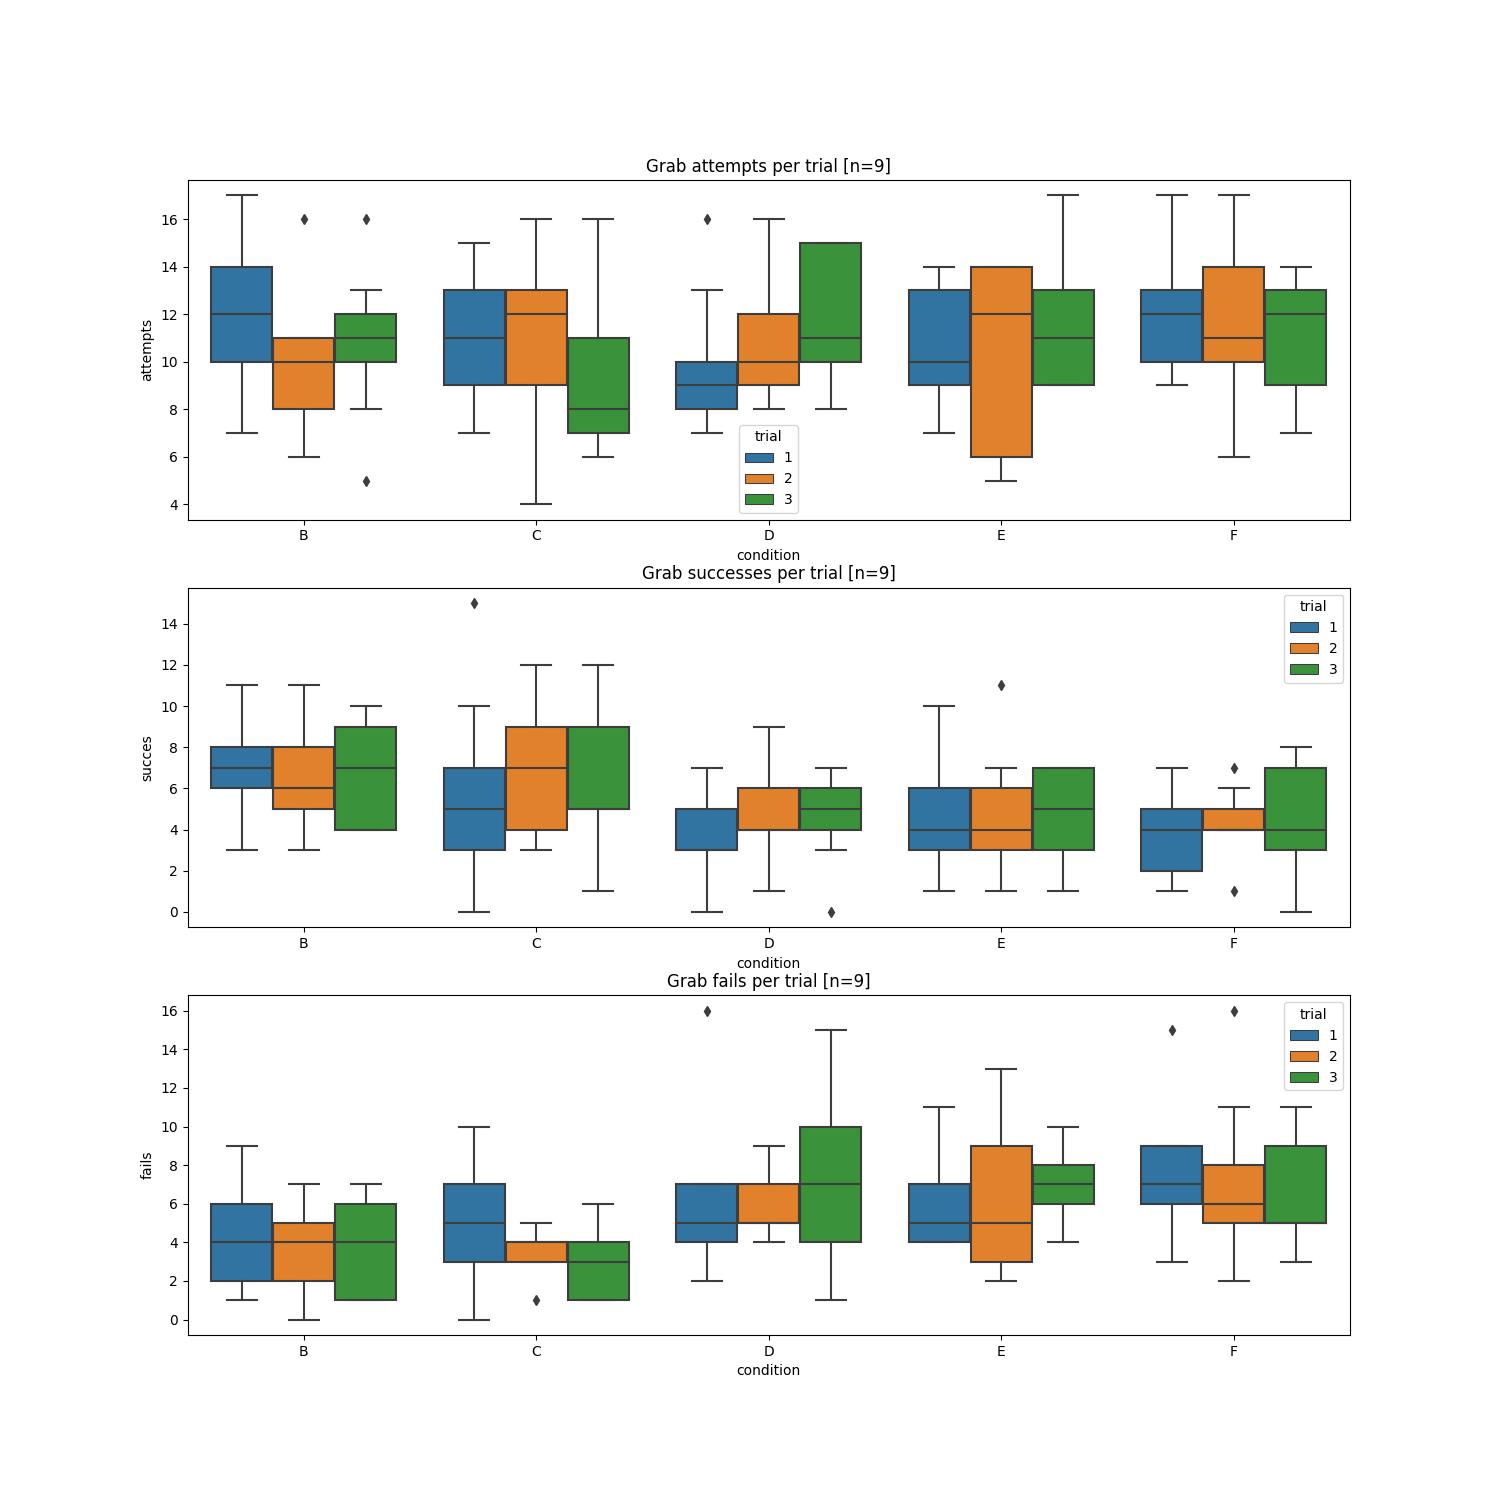 Grab attempts per trial [n=9]
attempts
16
14
12
10
8
6
4
trial
1
2
3
B C D E F
condition
Grab successes per trial [n=9]
succes
14
12
10
8
6
4
2
0
trial
1
2
3
B C D E F
condition
Grab fails per trial [n=9]
fails
16
14
12
10
8
6
4
2
0
trial
1
2
3
B C D E F
condition